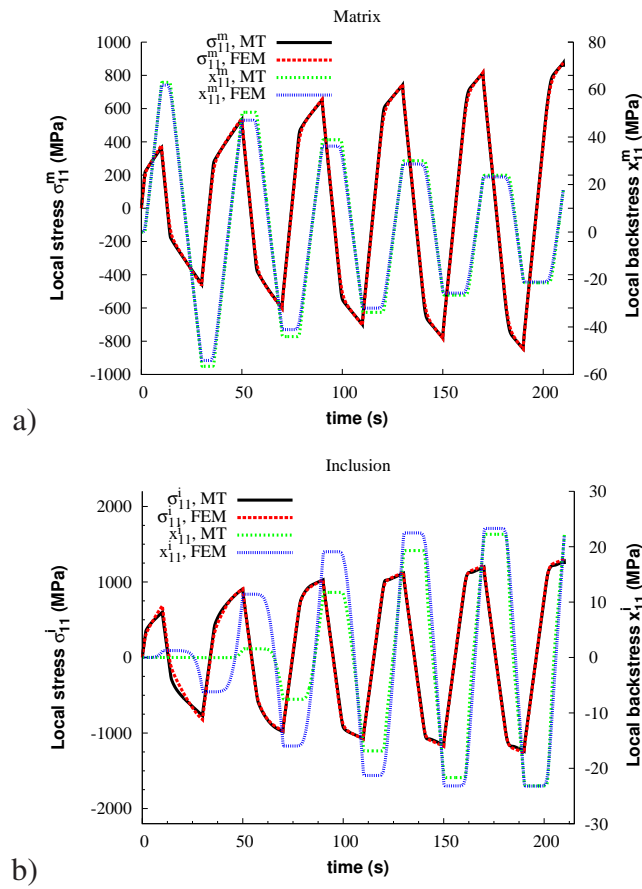 Matrix
σ₁₁ᵐ, MT
σ₁₁ᵐ, FEM
x₁₁ᵐ, MT
x₁₁ᵐ, FEM
1000
800
600
400
200
0
-200
-400
-600
-800
-1000
80
60
40
20
0
-20
-40
-60
Local stress σ₁₁ᵐ (MPa)
Local backstress x₁₁ᵐ (MPa)
0
50
100
150
200
time (s)
a)
Inclusion
σ₁₁ⁱ, MT
σ₁₁ⁱ, FEM
x₁₁ⁱ, MT
x₁₁ⁱ, FEM
2000
1000
0
-1000
-2000
30
20
10
0
-10
-20
-30
Local stress σ₁₁ⁱ (MPa)
Local backstress x₁₁ⁱ (MPa)
0
50
100
150
200
time (s)
b)